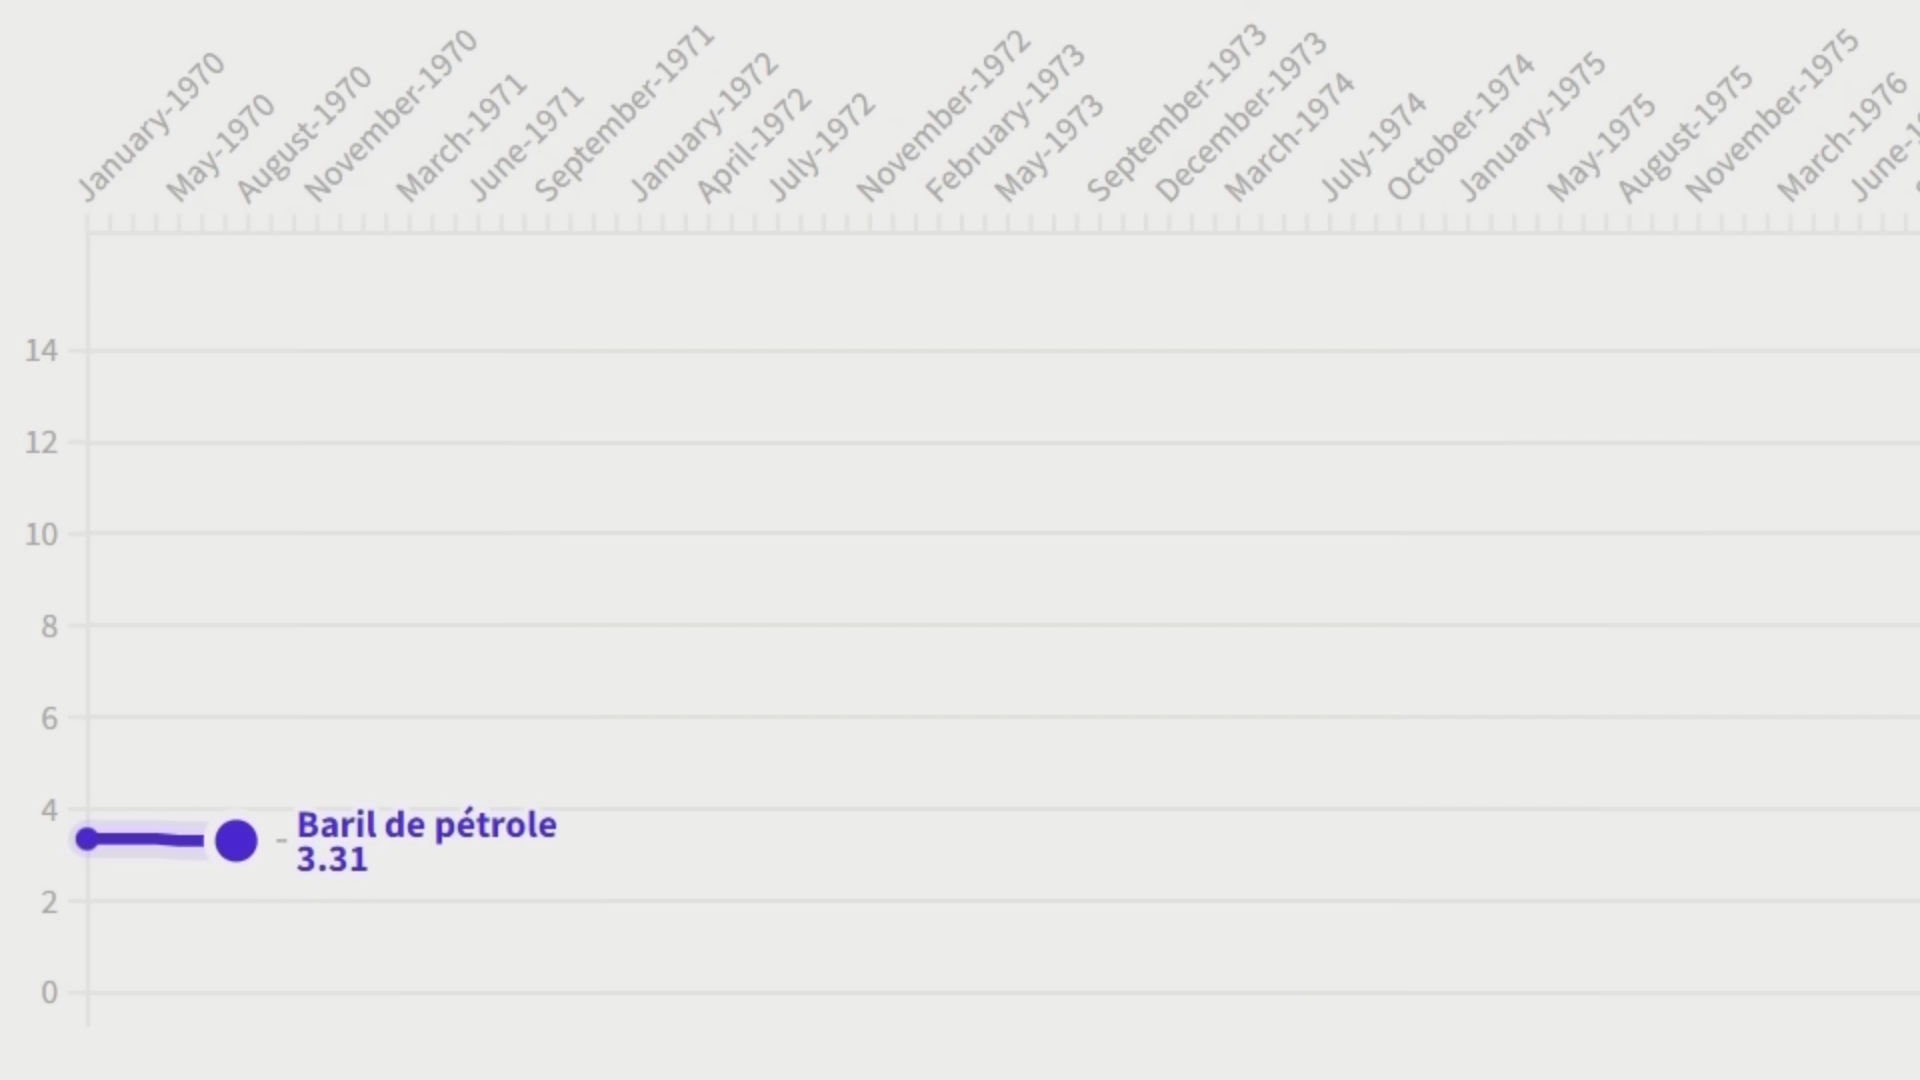 January-1970
May-1970
August-1970
November-1970
March-1971
June-1971
September-1971
January-1972
April-1972
July-1972
November-1972
February-1973
May-1973
September-1973
December-1973
March-1974
July-1974
October-1974
January-1975
May-1975
August-1975
November-1975
March-1976
June-1
14
12
10
8
6
4
2
0
Baril de pétrole
3.31